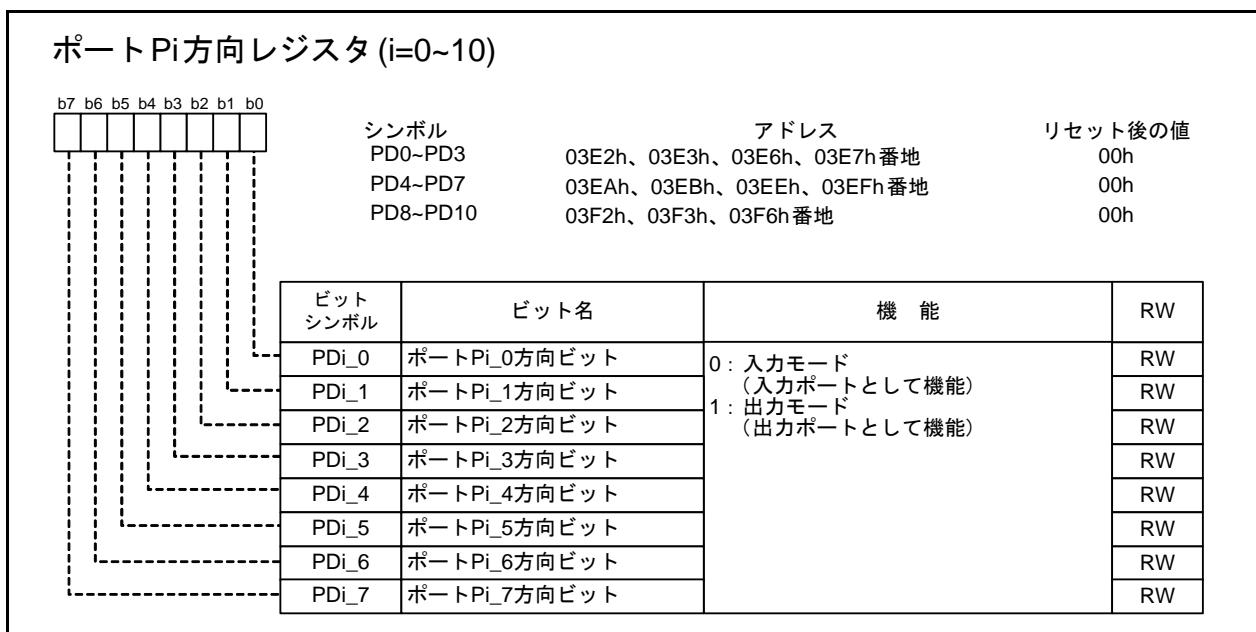 ポートPi方向レジスタ(i=0~10)
b7 b6 b5 b4 b3 b2 b1 b0
シンボル アドレス リセット後の値
PD0~PD3 03E2h、03E3h、03E6h、03E7h番地 00h
PD4~PD7 03EAh、03EBh、03EEh、03EFh番地 00h
PD8~PD10 03F2h、03F3h、03F6h番地 00h
ビット
シンボル ビット名 機 能 RW
PDi_0 ポートPi_0方向ビット 0:入力モード RW
(入力ポートとして機能)
PDi_1 ポートPi_1方向ビット RW
1:出力モード
PDi_2 ポートPi_2方向ビット (出力ポートとして機能) RW
PDi_3 ポートPi_3方向ビット RW
PDi_4 ポートPi_4方向ビット RW
PDi_5 ポートPi_5方向ビット RW
PDi_6 ポートPi_6方向ビット RW
PDi_7 ポートPi_7方向ビット RW